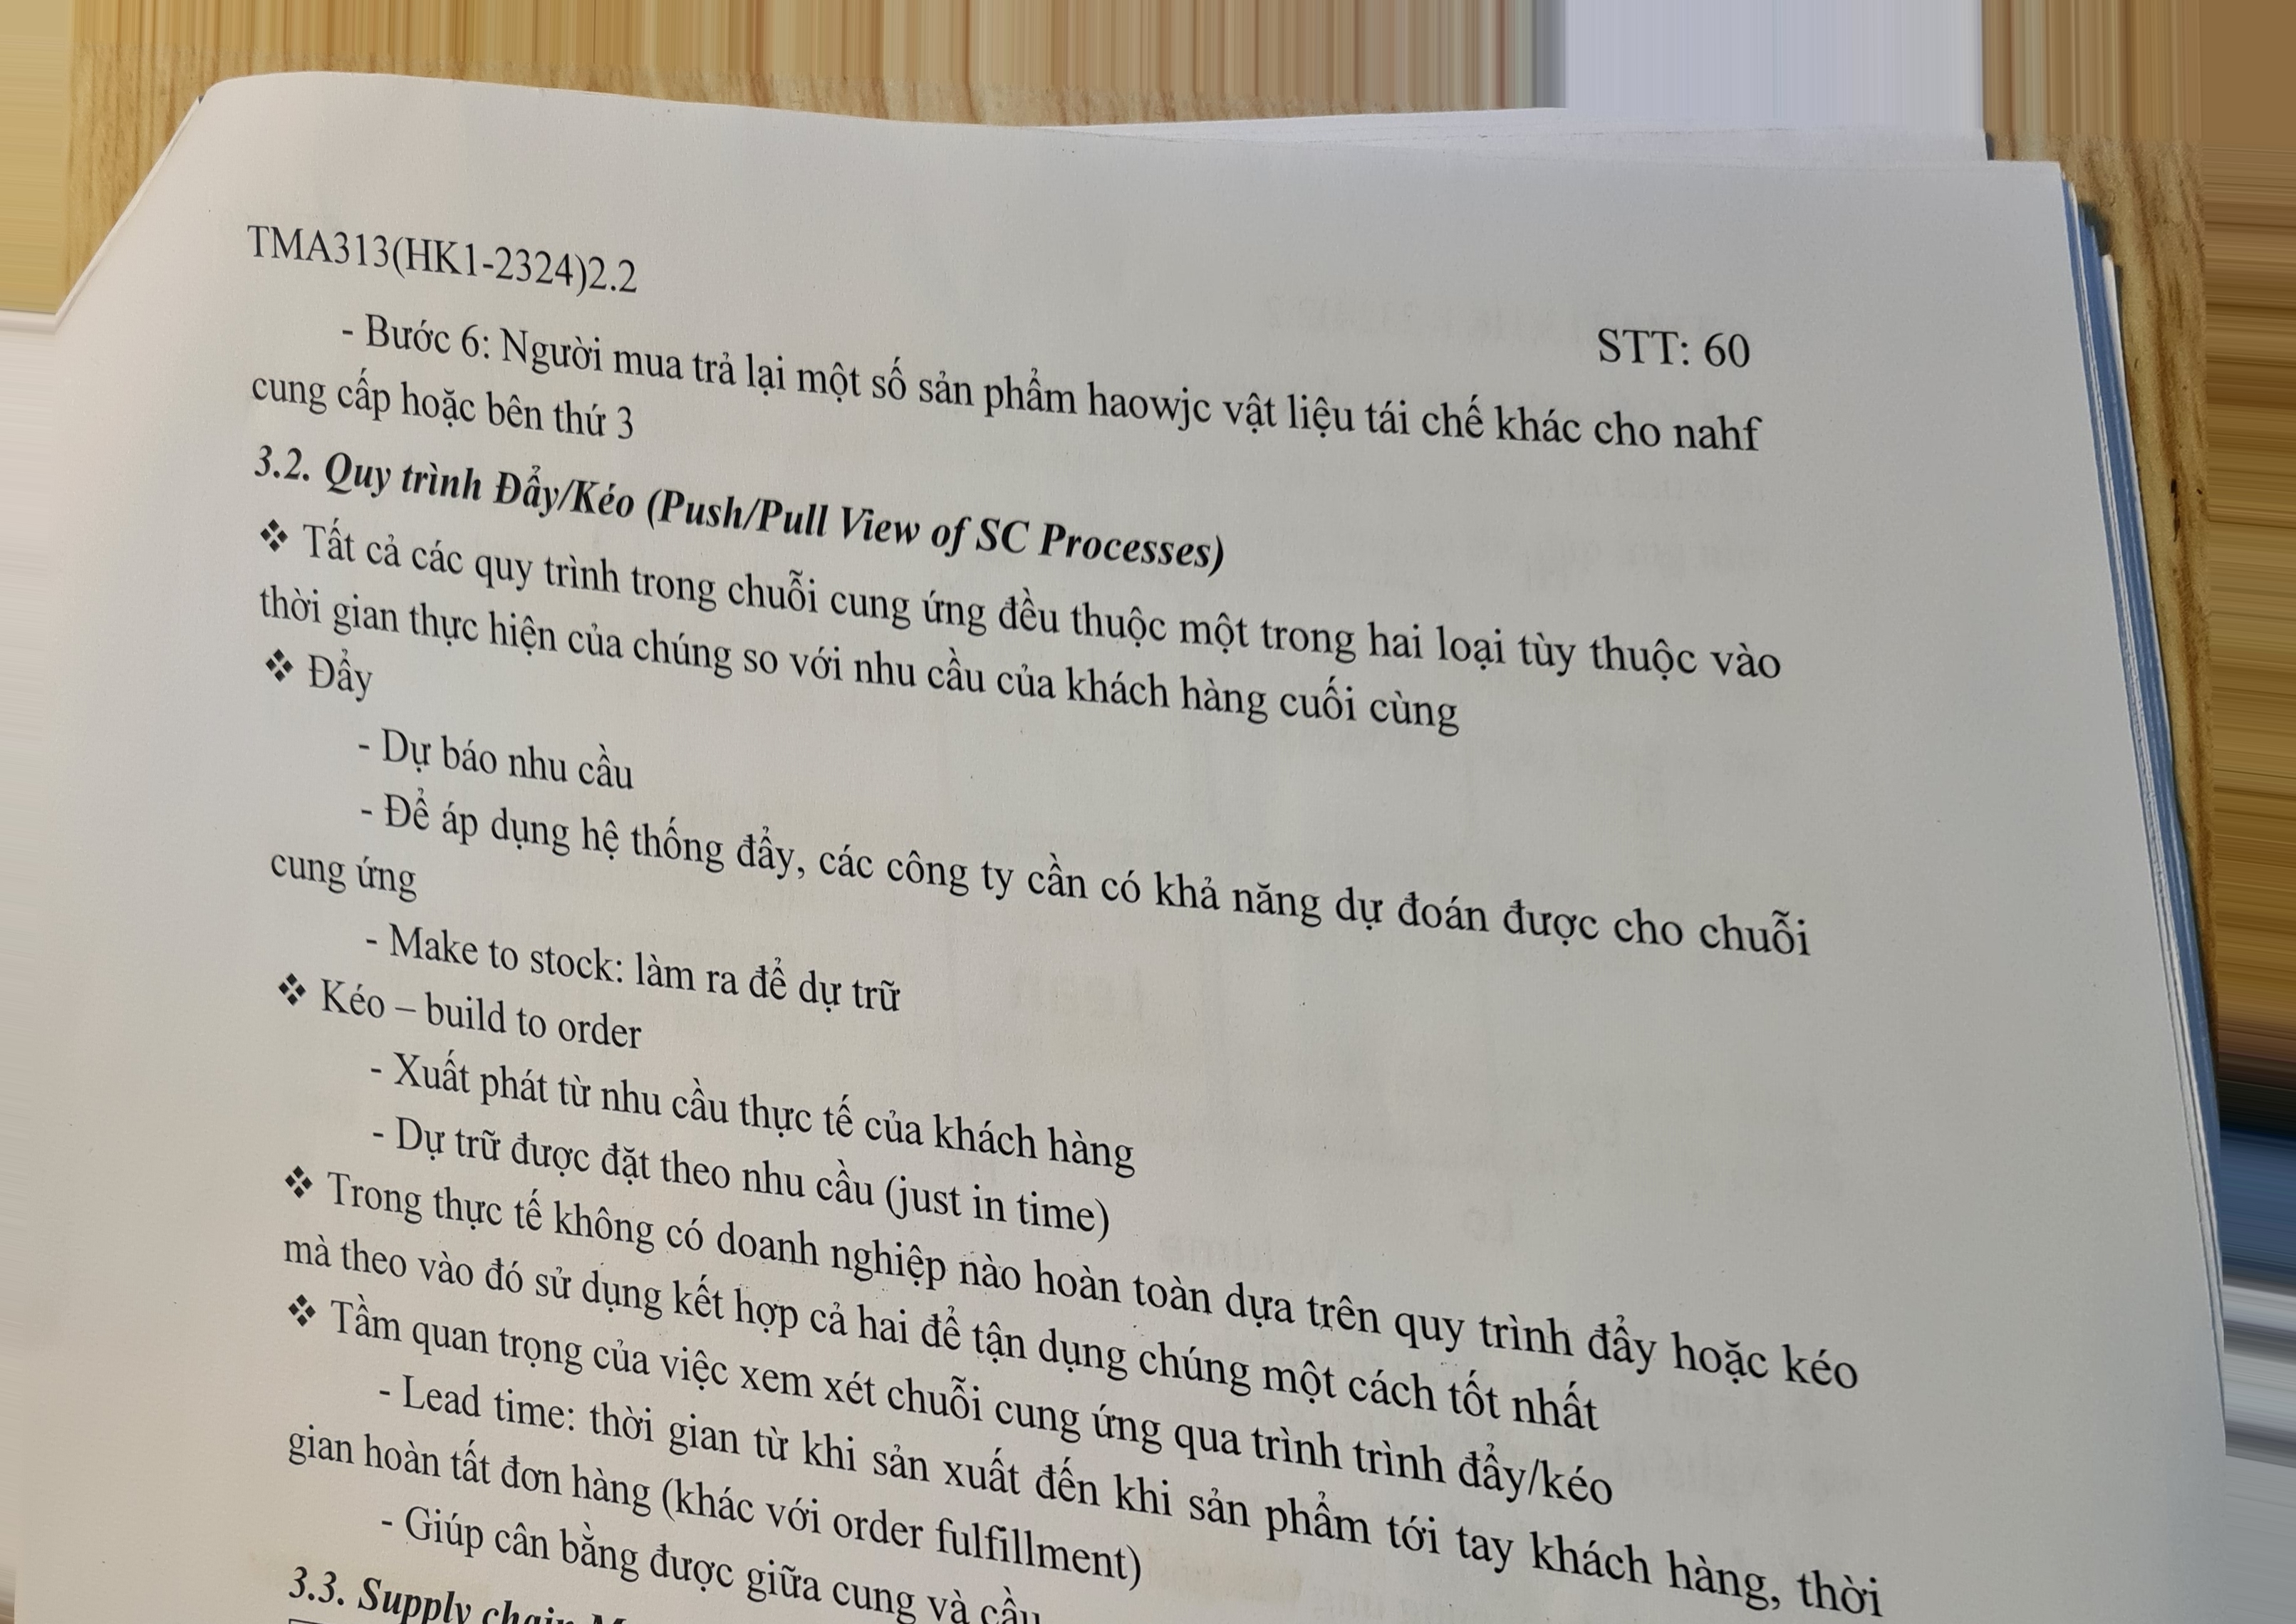 TMA313(HK1-2324)2.2
STT: 60
- Bước 6: Người mua trả lại một số sản phẩm haowjc vật liệu tái chế khác cho nahf
cung cấp hoặc bên thứ 3
3.2. Quy trình Đẩy/Kéo (Push/Pull View of SC Processes)
❖ Tất cả các quy trình trong chuỗi cung ứng đều thuộc một trong hai loại tùy thuộc vào
thời gian thực hiện của chúng so với nhu cầu của khách hàng cuối cùng
❖ Đẩy
- Dự báo nhu cầu
- Để áp dụng hệ thống đẩy, các công ty cần có khả năng dự đoán được cho chuỗi
cung ứng
- Make to stock: làm ra để dự trữ
❖ Kéo – build to order
- Xuất phát từ nhu cầu thực tế của khách hàng
- Dự trữ được đặt theo nhu cầu (just in time)
❖ Trong thực tế không có doanh nghiệp nào hoàn toàn dựa trên quy trình đẩy hoặc kéo
mà theo vào đó sử dụng kết hợp cả hai để tận dụng chúng một cách tốt nhất
❖ Tầm quan trọng của việc xem xét chuỗi cung ứng qua trình trình đẩy/kéo
- Lead time: thời gian từ khi sản xuất đến khi sản phẩm tới tay khách hàng, thời
gian hoàn tất đơn hàng (khác với order fulfillment)
- Giúp cân bằng được giữa cung và cầu
3.3. Supply chain